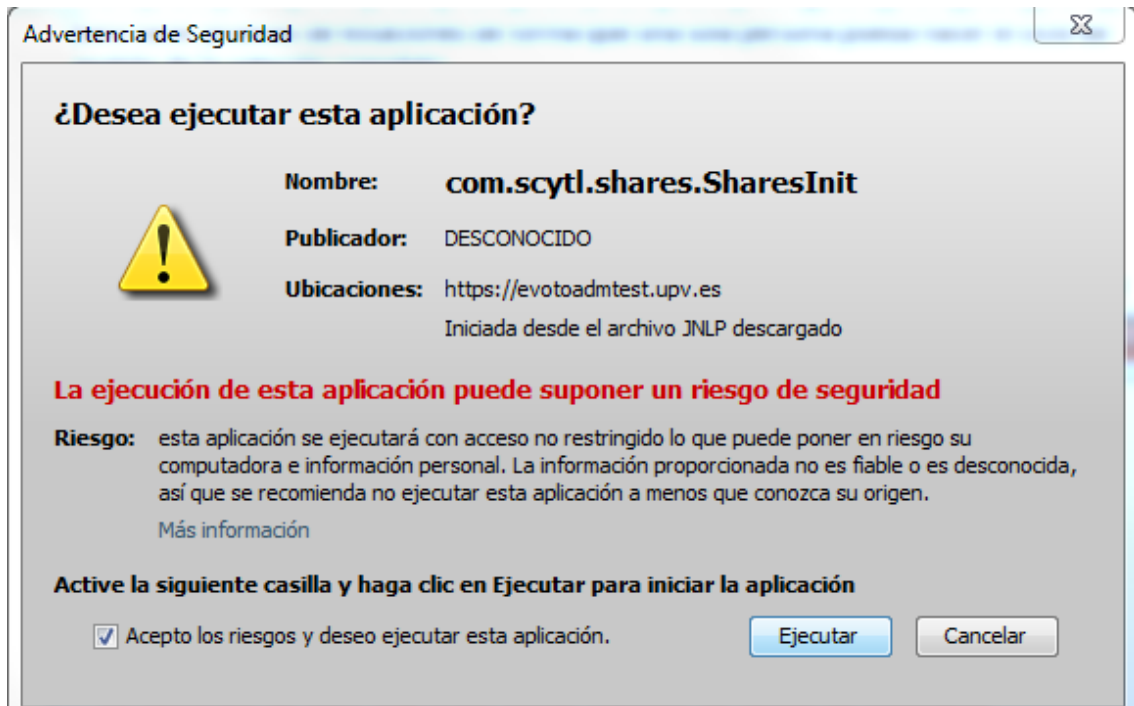 Advertencia de Seguridad
¿Desea ejecutar esta aplicación?
Nombre: com.scytl.shares.SharesInit
Publicador: DESCONOCIDO
Ubicaciones: https://evotoadmtest.upv.es
Iniciada desde el archivo JNLP descargado
La ejecución de esta aplicación puede suponer un riesgo de seguridad
Riesgo: esta aplicación se ejecutará con acceso no restringido lo que puede poner en riesgo su
computadora e información personal. La información proporcionada no es fiable o es desconocida,
así que se recomienda no ejecutar esta aplicación a menos que conozca su origen.
Más información
Active la siguiente casilla y haga clic en Ejecutar para iniciar la aplicación
Acepto los riesgos y deseo ejecutar esta aplicación.
Ejecutar
Cancelar